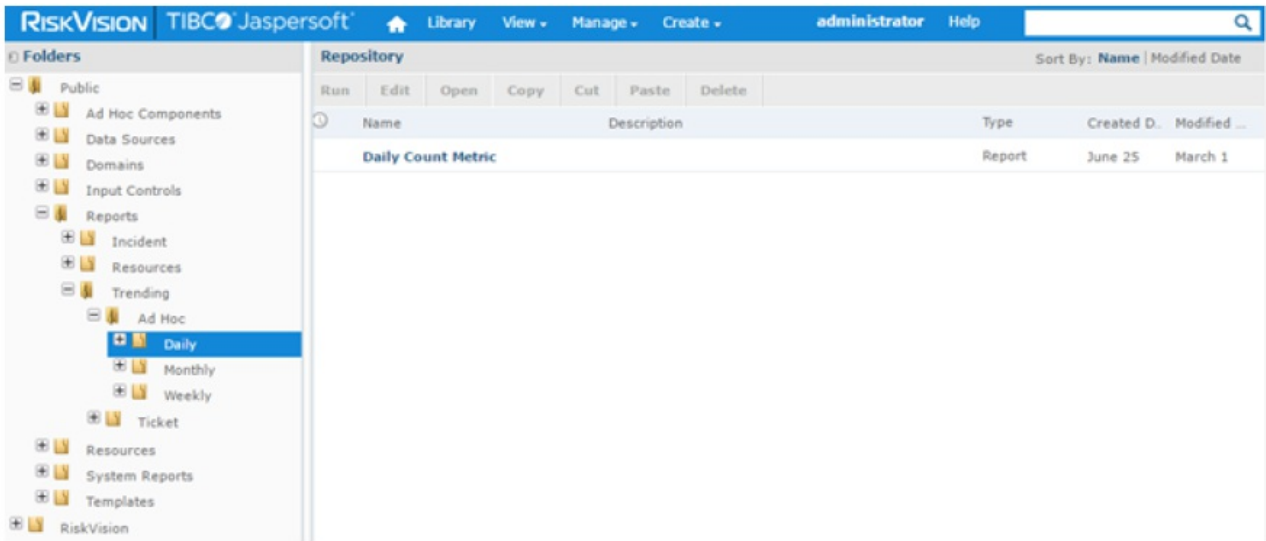 RISKVISION TIBCO Jaspersoft Library View Manage Create administrator Help
Folders
Public
Ad Hoc Components
Data Sources
Domains
Input Controls
Reports
Incident
Resources
Trending
Ad Hoc
Daily
Monthly
Weekly
Ticket
Resources
System Reports
Templates
RiskVision
Repository Sort By: Name | Modified Date
Run Edit Open Copy Cut Paste Delete
Name Description Type Created D... Modified ...
Daily Count Metric Report June 25 March 1